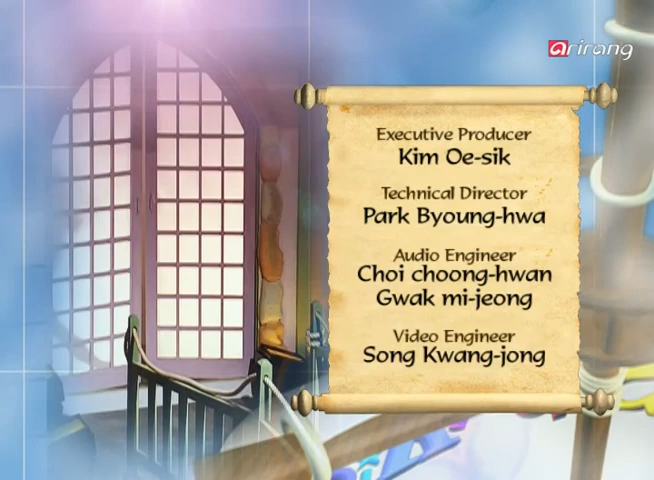 arirang
Executive Producer
Kim Oe-sik
Technical Director
Park Byoung-hwa
Audio Engineer
Choi choong-hwan
Gwak mi-jeong
Video Engineer
Song Kwang-jong